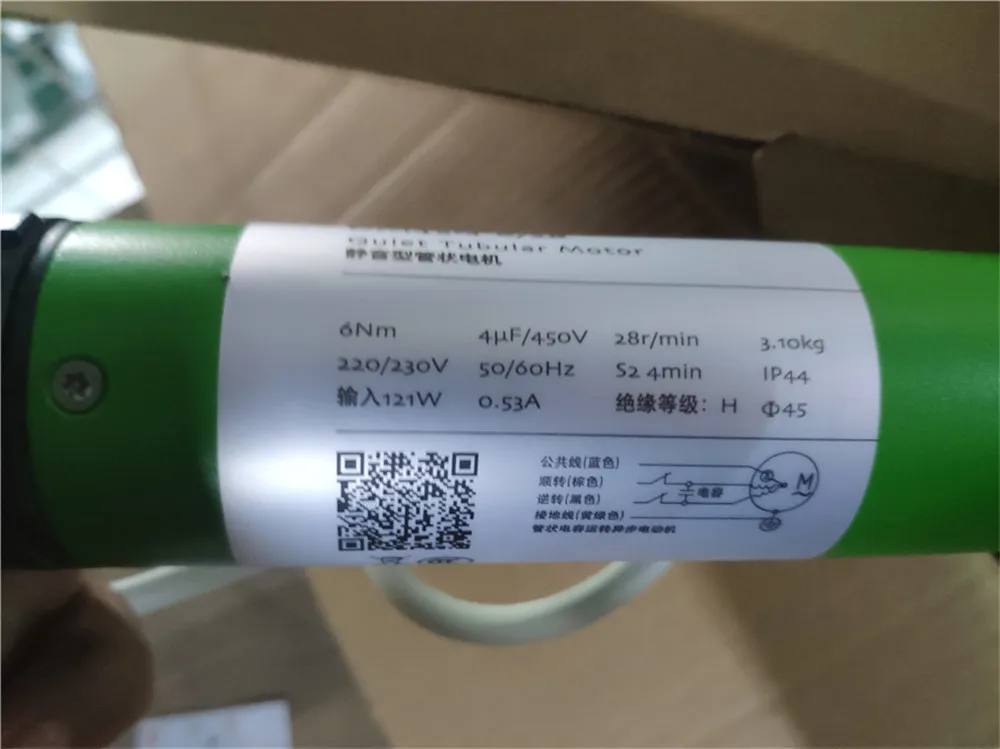 Quiet Tubular Motor
静音型管状电机
6Nm 4µF/450V 28r/min 3.10kg
220/230V 50/60Hz S2 4min IP44
输入121W 0.53A 绝缘等级：H Φ45
公共线(蓝色)
顺转(棕色)
电容
M
逆转(黑色)
接地线(黄绿色)
管状电容运转异步电动机